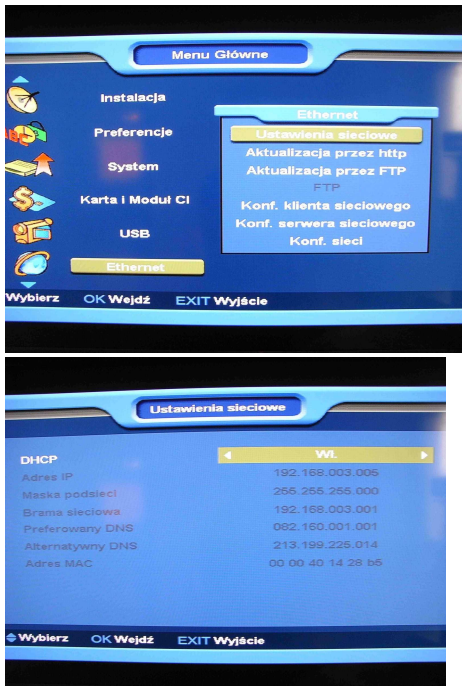 Menu Główne
Instalacja
Preferencje
System
Karta i Moduł CI
USB
Ethernet
Ethernet
Ustawienia sieciowe
Aktualizacja przez http
Aktualizacja przez FTP
FTP
Konf. klienta sieciowego
Konf. serwera sieciowego
Konf. sieci
Wybierz OK Wejdź EXIT Wyjście
Ustawienia sieciowe
DHCP Wł.
Adres IP 192.168.003.005
Maska podsieci 255.255.255.000
Brama sieciowa 192.168.003.001
Preferowany DNS 062.160.001.001
Alternatywny DNS 213.199.225.014
Adres MAC 00 00 40 14 28 b5
Wybierz OK Wejdź EXIT Wyjście